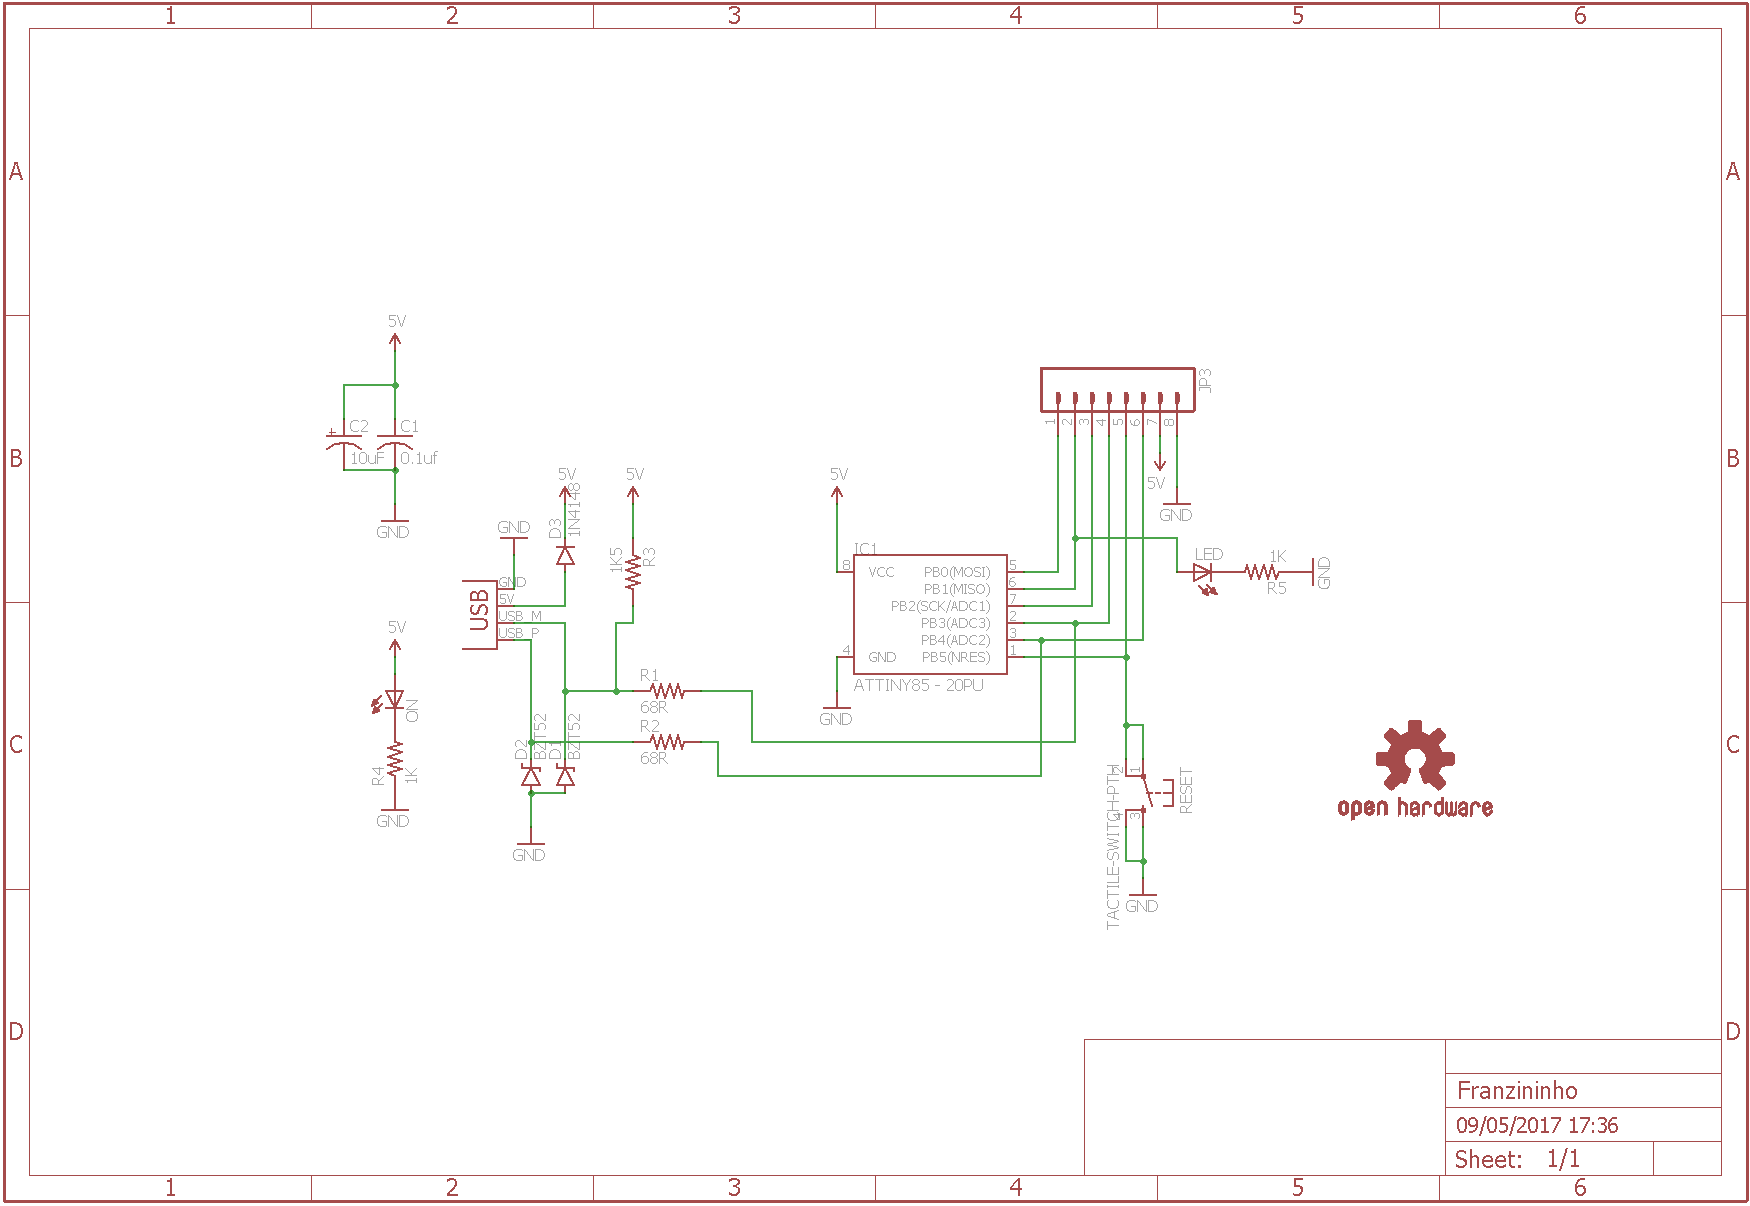 1 2 3 4 5 6
A A
B B
C C
D D
5V
+
C2
C1
10uF
0.1uf
GND
5V
ON
R4
1K
GND
GND
USB
GND
5V
USB_M
USB_P
5V
D3
1N4148
5V
1K5
R3
R1
68R
R2
68R
D2
BZT52
D1
BZT52
GND
5V
IC1
8
VCC
4
GND
PB0(MOSI)
5
PB1(MISO)
6
PB2(SCK/ADC1)
7
PB3(ADC3)
2
PB4(ADC2)
3
PB5(NRES)
1
ATTINY85 - 20PU
GND
JP3
1 2 3 4 5 6 7 8
5V
GND
LED
1K
R5
GND
TACTILE-SWITCH-PTH
2 1
4 3
RESET
GND
open hardware
Franzininho
09/05/2017 17:36
Sheet: 1/1
1 2 3 4 5 6